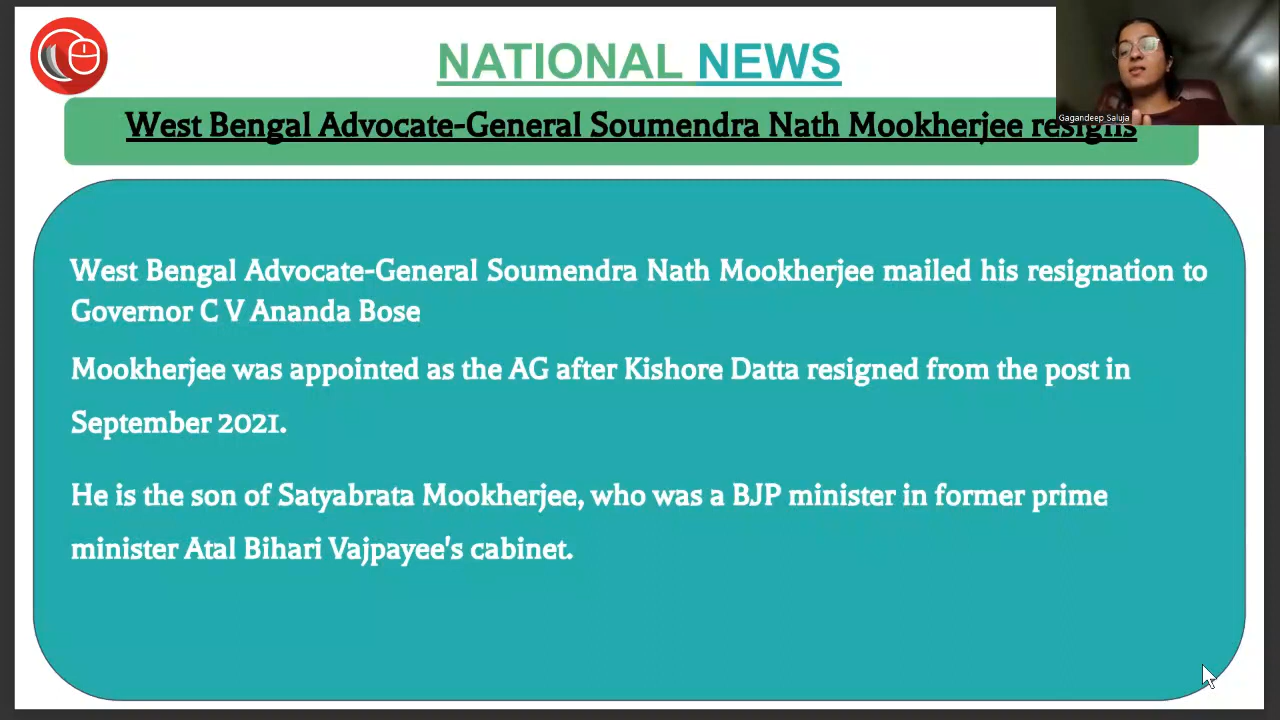 NATIONAL NEWS
West Bengal Advocate-General Soumendra Nath Mookherjee resigns
Gagandeep Saluja
West Bengal Advocate-General Soumendra Nath Mookherjee mailed his resignation to
Governor C V Ananda Bose
Mookherjee was appointed as the AG after Kishore Datta resigned from the post in
September 2021.
He is the son of Satyabrata Mookherjee, who was a BJP minister in former prime
minister Atal Bihari Vajpayee's cabinet.